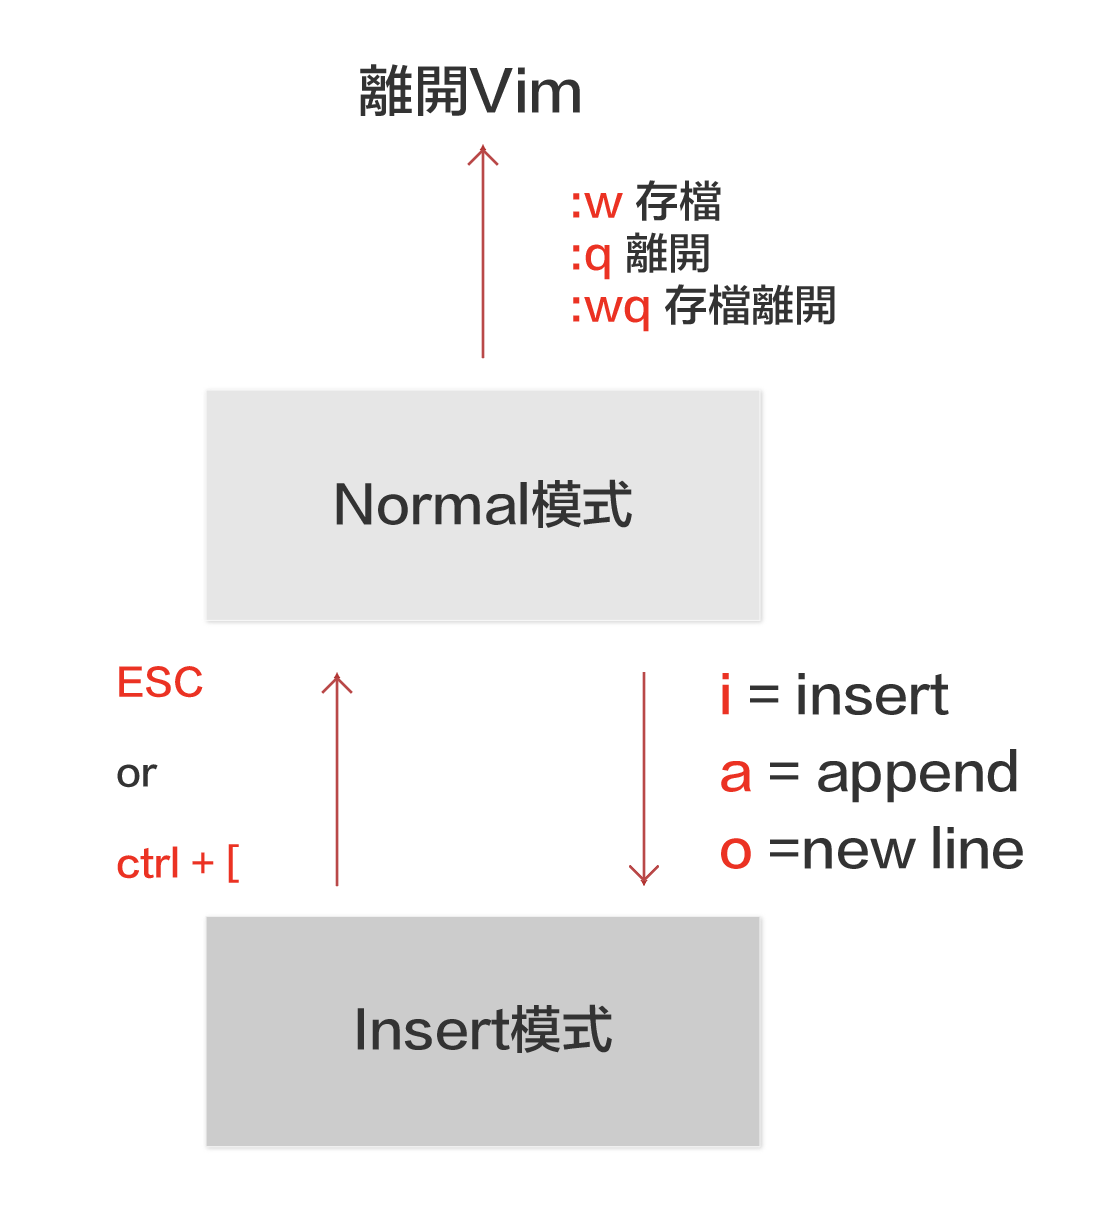 離開Vim
:w 存檔
:q 離開
:wq 存檔離開
Normal模式
ESC
or
ctrl + [
i = insert
a = append
o =new line
Insert模式